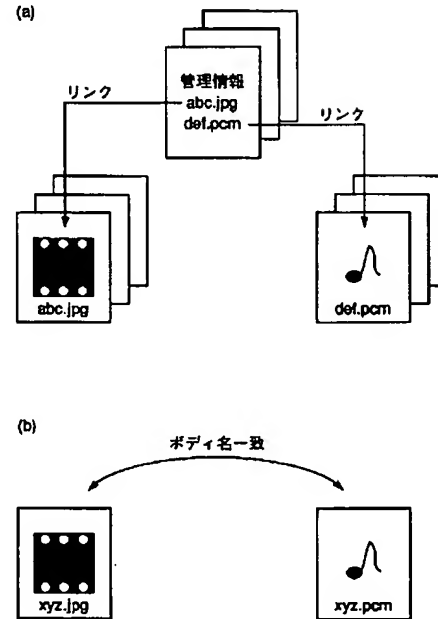 (a)
管理情報
abc.jpg
def.pcm
リンク
リンク
abc.jpg
def.pcm
(b)
ボディ名一致
xyz.jpg
xyz.pcm